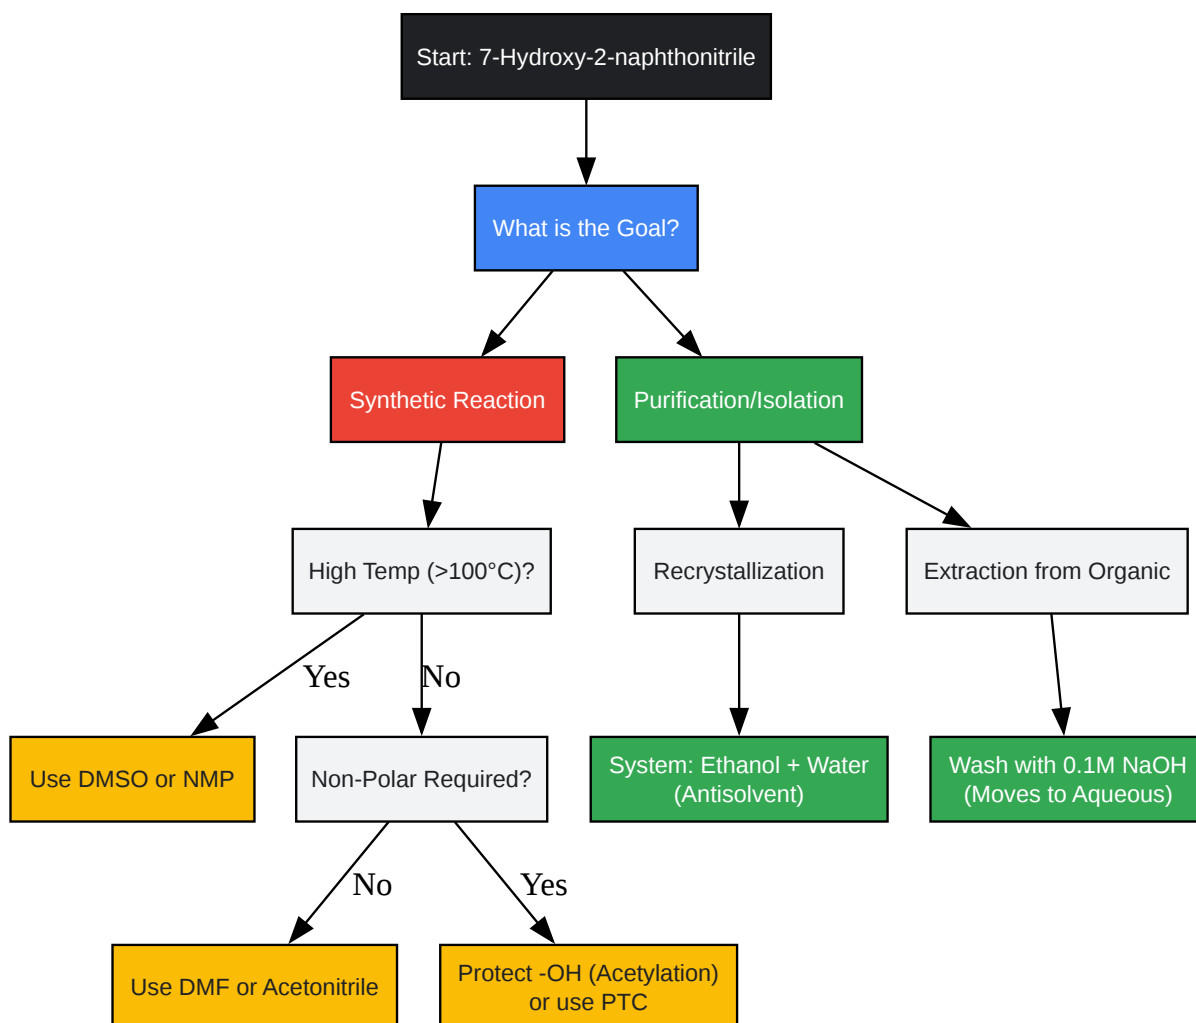 Start: 7-Hydroxy-2-naphthonitrile
What is the Goal?
Synthetic Reaction
Purification/Isolation
High Temp (>100°C)?
Recrystallization
Extraction from Organic
Yes
No
Use DMSO or NMP
Non-Polar Required?
System: Ethanol + Water
(Antisolvent)
Wash with 0.1M NaOH
(Moves to Aqueous)
No
Yes
Use DMF or Acetonitrile
Protect -OH (Acetylation)
or use PTC